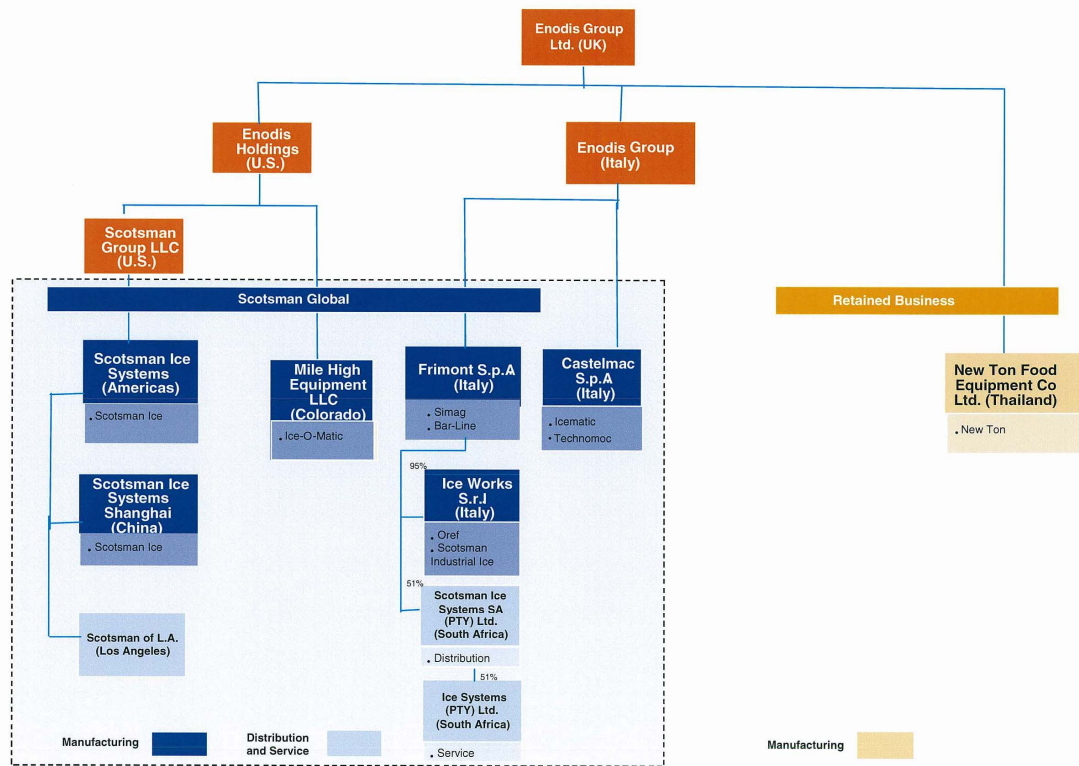 Enodis Group
Ltd. (UK)
Enodis
Holdings
(U.S.)
Enodis Group
(Italy)
Scotsman
Group LLC
(U.S.)
Scotsman Global
Retained Business
Scotsman Ice
Systems
(Americas)
• Scotsman Ice
Mile High
Equipment
LLC
(Colorado)
• Ice-O-Matic
Frimont S.p.A
(Italy)
• Simag
• Bar-Line
Castelmac
S.p.A
(Italy)
• Icematic
• Technomoc
New Ton Food
Equipment Co
Ltd. (Thailand)
• New Ton
95%
Scotsman Ice
Systems
Shanghai
(China)
• Scotsman Ice
Ice Works
S.r.l
(Italy)
• Oref
• Scotsman
Industrial Ice
51%
Scotsman of L.A.
(Los Angeles)
Scotsman Ice
Systems SA
(PTY) Ltd.
(South Africa)
• Distribution
51%
Ice Systems
(PTY) Ltd.
(South Africa)
• Service
Manufacturing
Distribution
and Service
Manufacturing